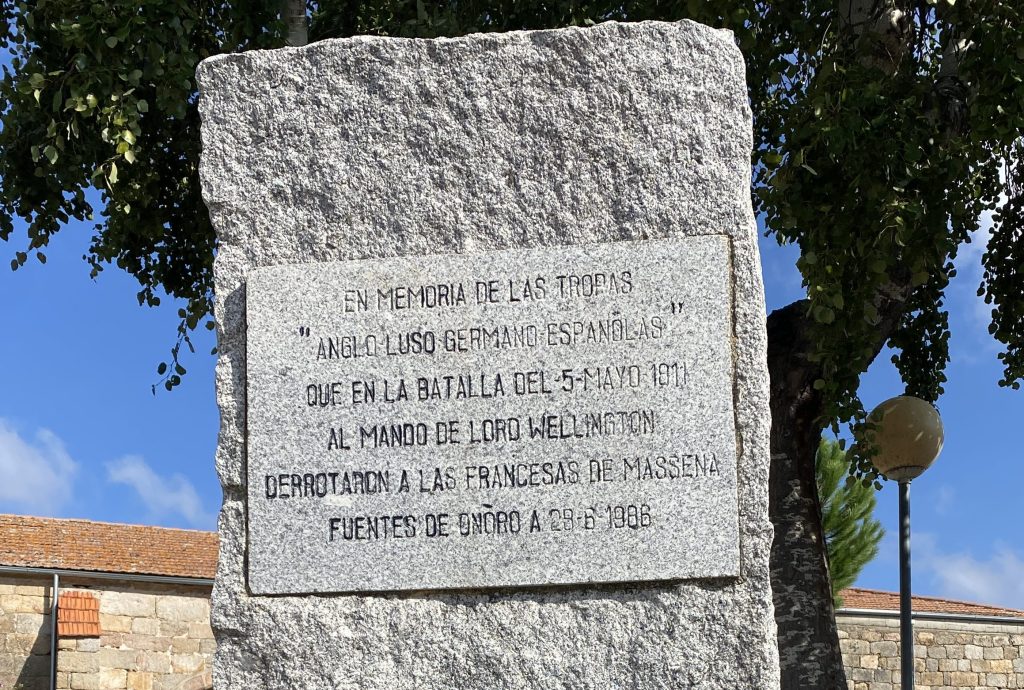 EN MEMORIA DE LAS TROPAS
"ANGLO LUSO GERMANO ESPAÑOLAS"
QUE EN LA BATALLA DEL 5-MAYO 1811
AL MANDO DE LORD WELLINGTON
DERROTARON A LAS FRANCESAS DE MASSENA
FUENTES DE OÑORO A 28-6-1986